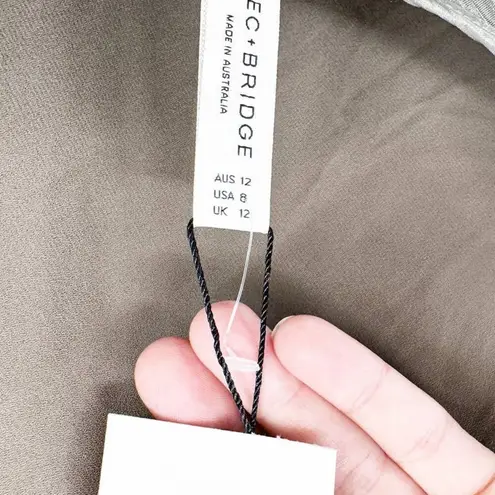 EC + BRIDGE
MADE IN AUSTRALIA
AUS 12
USA 8
UK 12